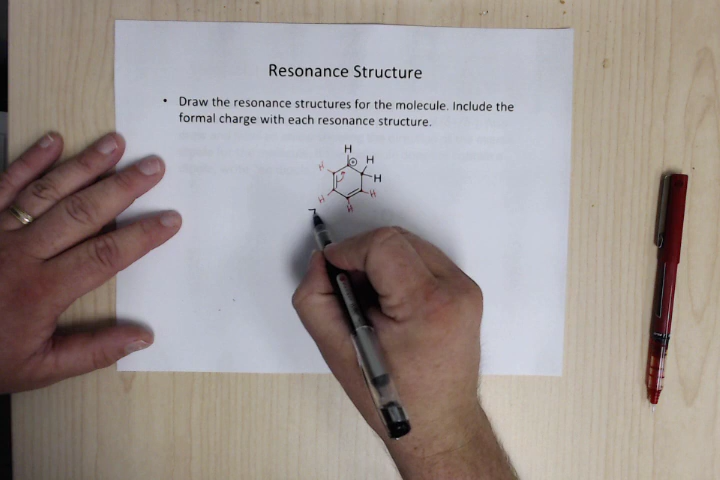 Resonance Structure
• Draw the resonance structures for the molecule. Include the
formal charge with each resonance structure.
H
H
H
H
H
H
H